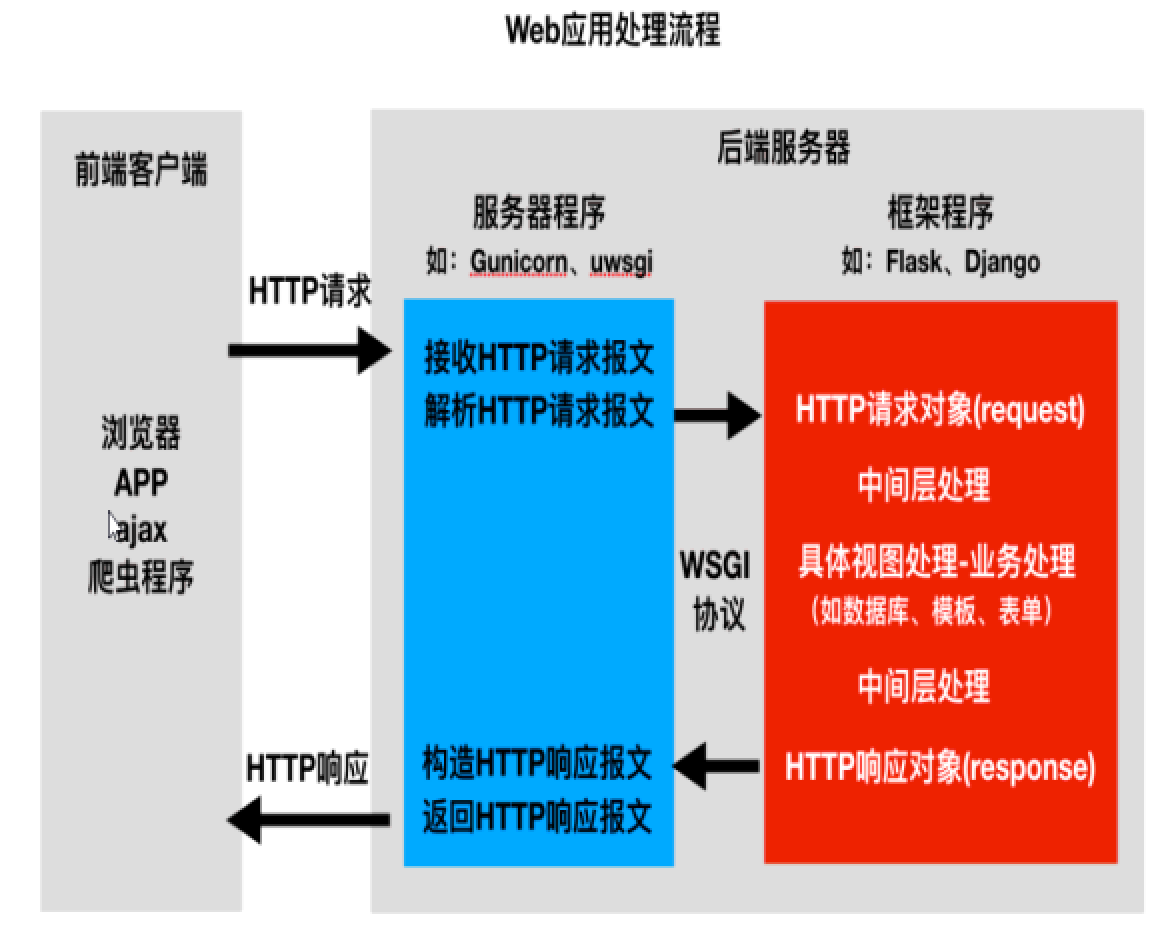 Web应用处理流程
前端客户端
浏览器
APP
ajax
爬虫程序
HTTP请求
HTTP响应
后端服务器
服务器程序
如：Gunicorn、uwsgi
接收HTTP请求报文
解析HTTP请求报文
构造HTTP响应报文
返回HTTP响应报文
WSGI
协议
框架程序
如：Flask、Django
HTTP请求对象(request)
中间层处理
具体视图处理-业务处理
（如数据库、模板、表单）
中间层处理
HTTP响应对象(response)